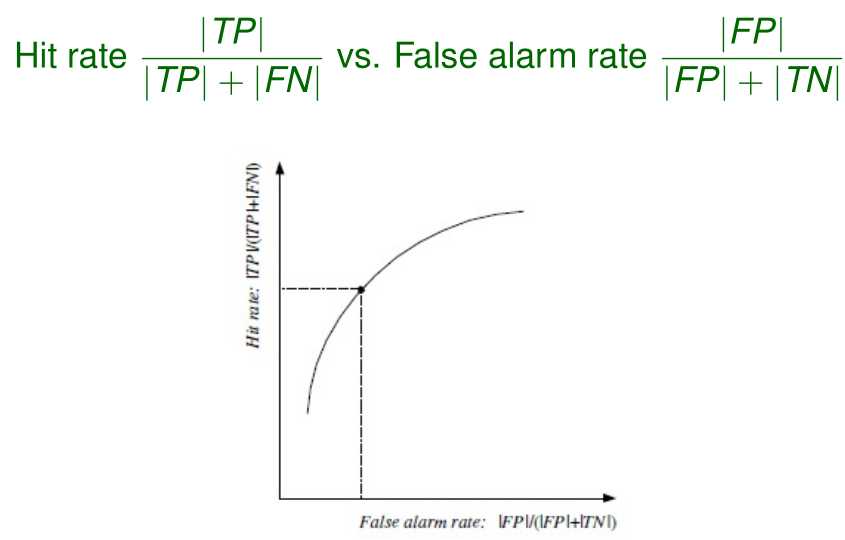 Hit rate |TP| / (|TP| + |FN|) vs. False alarm rate |FP| / (|FP| + |TN|)
Hit rate: |TP|/(|TP|+|FN|)
False alarm rate: |FP|/(|FP|+|TN|)